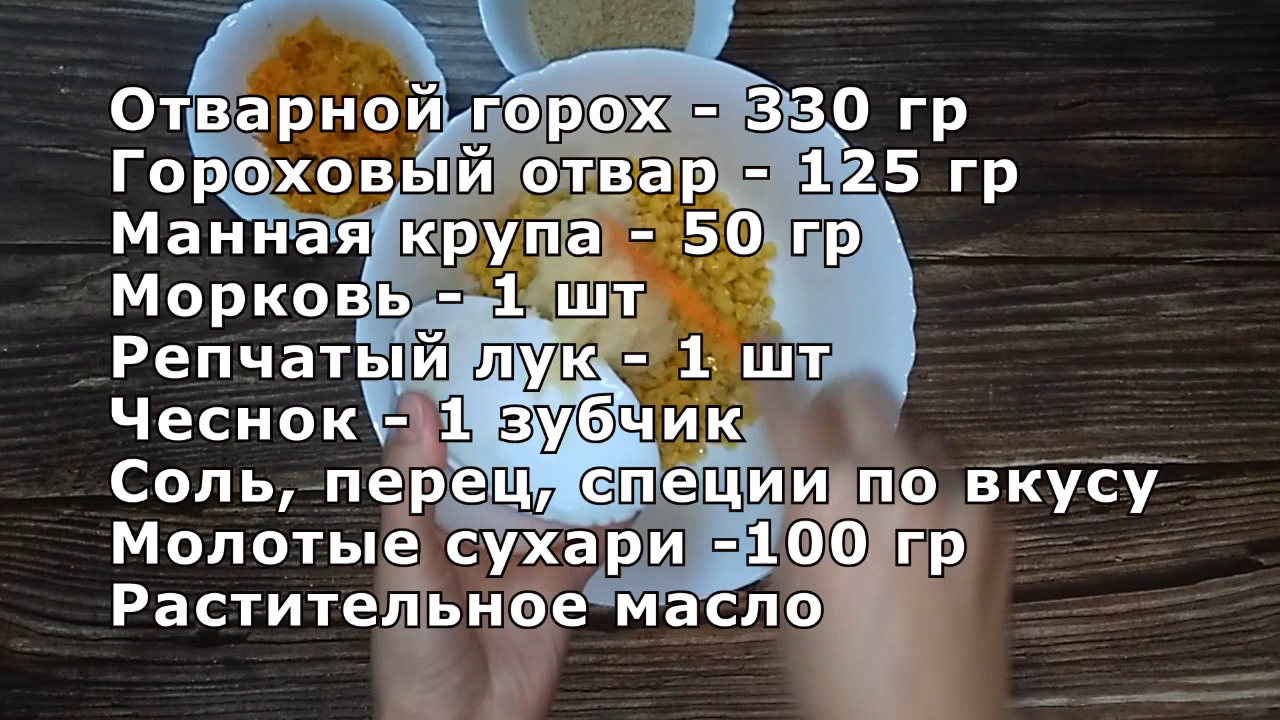 Отварной горох - 330 гр
Гороховый отвар - 125 гр
Манная крупа - 50 гр
Морковь - 1 шт
Репчатый лук - 1 шт
Чеснок - 1 зубчик
Соль, перец, специи по вкусу
Молотые сухари -100 гр
Растительное масло